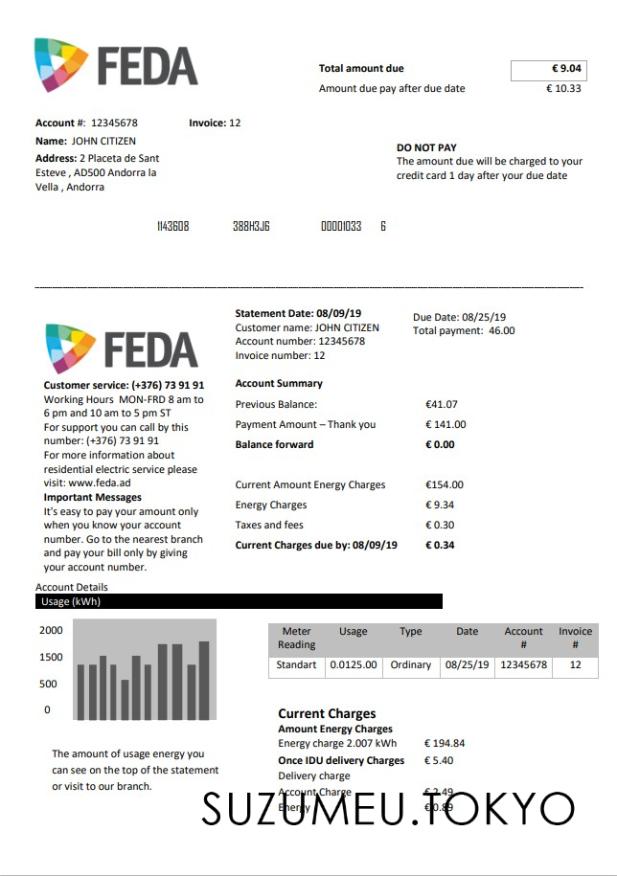 FEDA
Total amount due € 9.04
Amount due pay after due date € 10.33
Account #: 12345678 Invoice: 12
Name: JOHN CITIZEN
Address: 2 Placeta de Sant
Esteve , AD500 Andorra la
Vella , Andorra
DO NOT PAY
The amount due will be charged to your
credit card 1 day after your due date
1143608 388H3J6 00001033 6
FEDA
Customer service: (+376) 73 91 91
Working Hours MON-FRD 8 am to
6 pm and 10 am to 5 pm ST
For support you can call by this
number: (+376) 73 91 91
For more information about
residential electric service please
visit: www.feda.ad
Important Messages
It's easy to pay your amount only
when you know your account
number. Go to the nearest branch
and pay your bill only by giving
your account number.
Statement Date: 08/09/19
Customer name: JOHN CITIZEN
Account number: 12345678
Invoice number: 12
Due Date: 08/25/19
Total payment: 46.00
Account Summary
Previous Balance: €41.07
Payment Amount – Thank you € 141.00
Balance forward € 0.00
Current Amount Energy Charges €154.00
Energy Charges € 9.34
Taxes and fees € 0.30
Current Charges due by: 08/09/19 € 0.34
Account Details
Usage (kWh)
2000
1500
500
0
The amount of usage energy you
can see on the top of the statement
or visit to our branch.
Meter Reading Usage Type Date Account # Invoice #
Standart 0.0125.00 Ordinary 08/25/19 12345678 12
Current Charges
Amount Energy Charges
Energy charge 2.007 kWh € 194.84
Once IDU delivery Charges € 5.40
Delivery charge
Account Charge € 2.49
Energy € 0.89
SUZUMEU.TOKYO